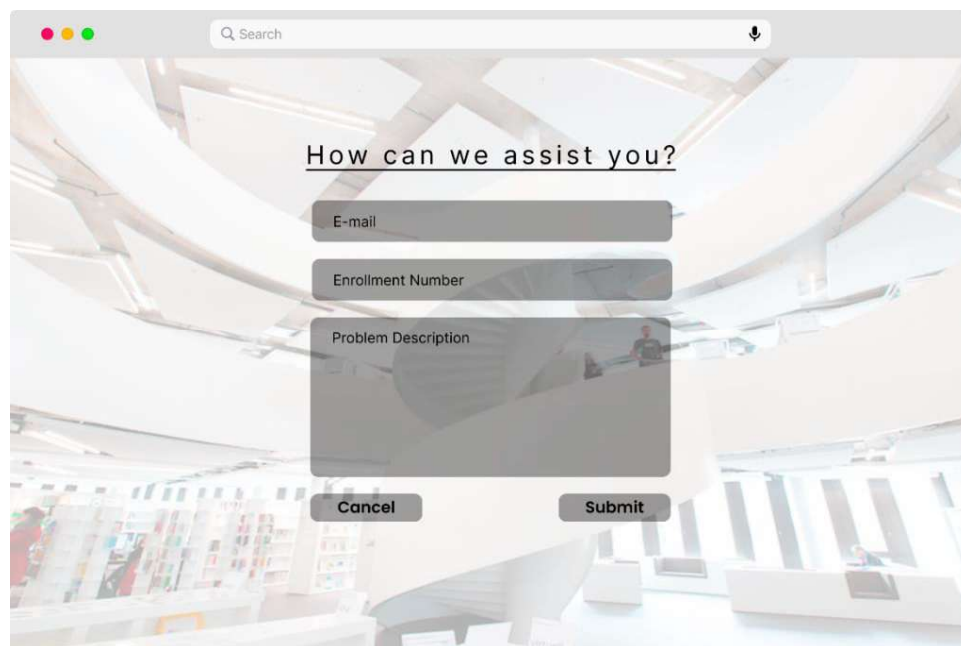 Search
How can we assist you?
E-mail
Enrollment Number
Problem Description
Cancel
Submit